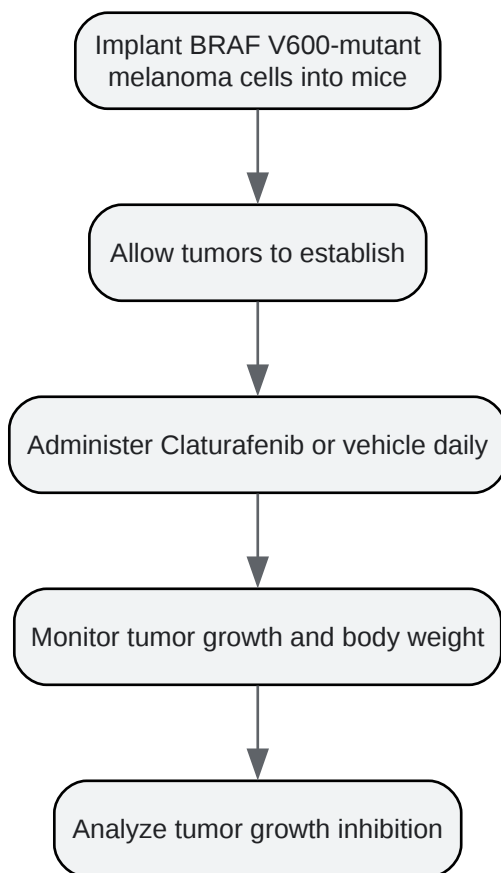 Implant BRAF V600-mutant
melanoma cells into mice
Allow tumors to establish
Administer Claturafenib or vehicle daily
Monitor tumor growth and body weight
Analyze tumor growth inhibition